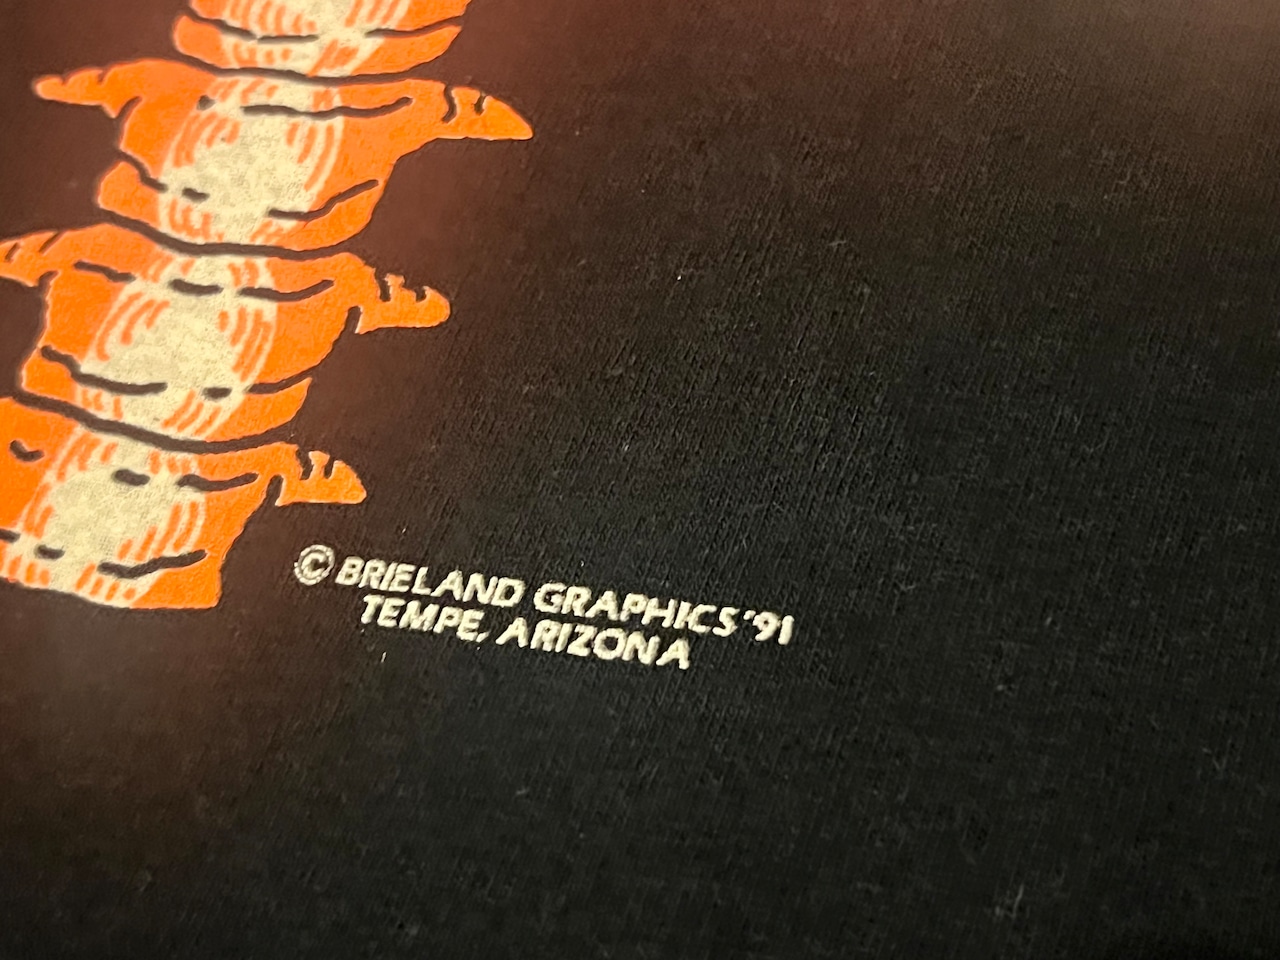 © BRIELAND GRAPHICS '91
TEMPE, ARIZONA